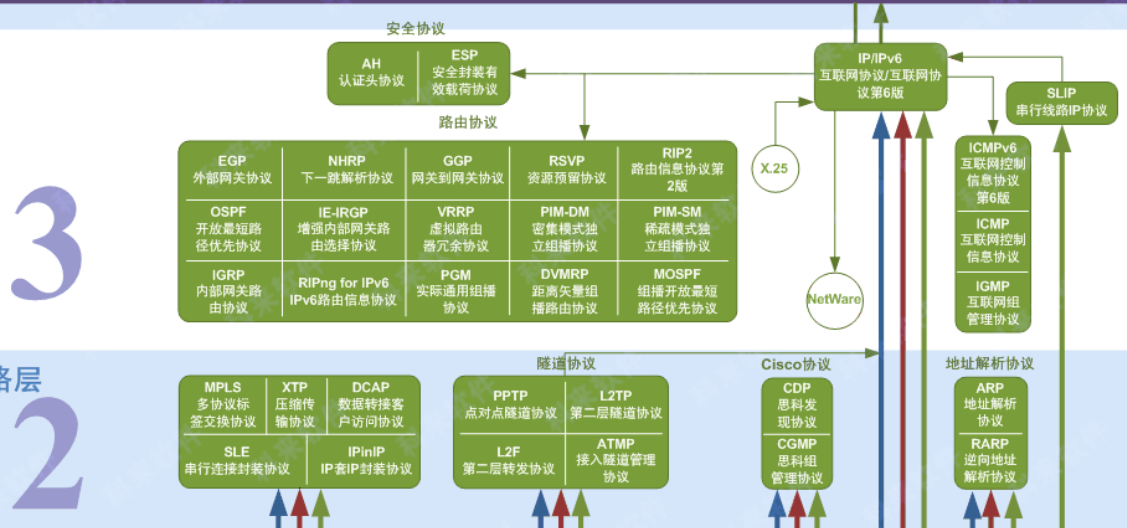 安全协议
AH
认证头协议
ESP
安全封装有
效载荷协议
IP/IPv6
互联网协议/互联网协
议第6版
SLIP
串行线路IP协议
路由协议
EGP
外部网关协议
NHRP
下一跳解析协议
GGP
网关到网关协议
RSVP
资源预留协议
RIP2
路由信息协议第
2版
OSPF
开放最短路
径优先协议
IE-IRGP
增强内部网关路
由选择协议
VRRP
虚拟路由
器冗余协议
PIM-DM
密集模式独
立组播协议
PIM-SM
稀疏模式独
立组播协议
IGRP
内部网关路
由协议
RIPng for IPv6
IPv6路由信息协议
PGM
实际通用组播
协议
DVMRP
距离矢量组
播路由协议
MOSPF
组播开放最短
路径优先协议
X.25
NetWare
ICMPv6
互联网控制
信息协议
第6版
ICMP
互联网控制
信息协议
IGMP
互联网组
管理协议
3
路层
2
MPLS
多协议标
签交换协议
XTP
压缩传
输协议
DCAP
数据转接客
户访问协议
SLE
串行连接封装协议
IPinIP
IP套IP封装协议
隧道协议
PPTP
点对点隧道协议
L2TP
第二层隧道协议
L2F
第二层转发协议
ATMP
接入隧道管理
协议
Cisco协议
CDP
思科发
现协议
CGMP
思科组
管理协议
地址解析协议
ARP
地址解析
协议
RARP
逆向地址
解析协议